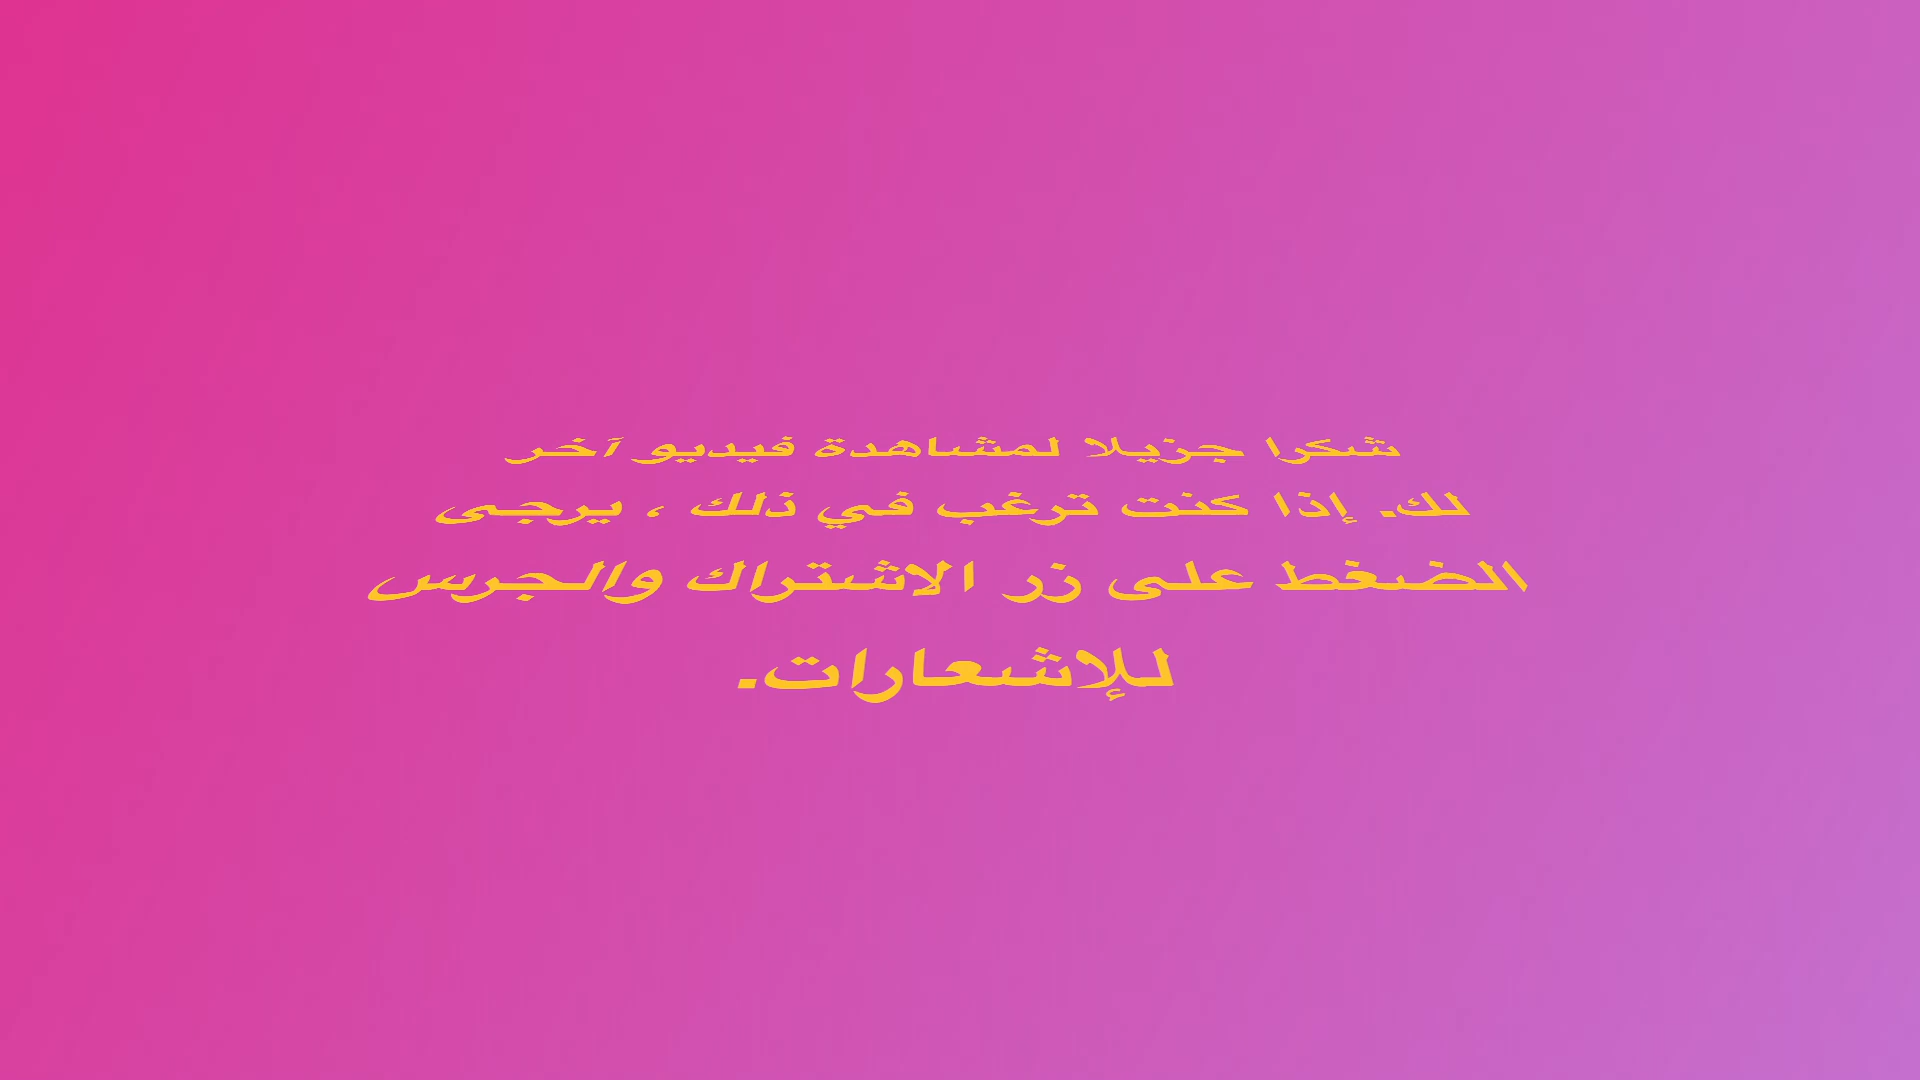 شكرا جزيلا لمشاهدة فيديو آخر
لك. إذا كنت ترغب في ذلك ، يرجى
الضغط على زر الاشتراك والجرس
للإشعارات.